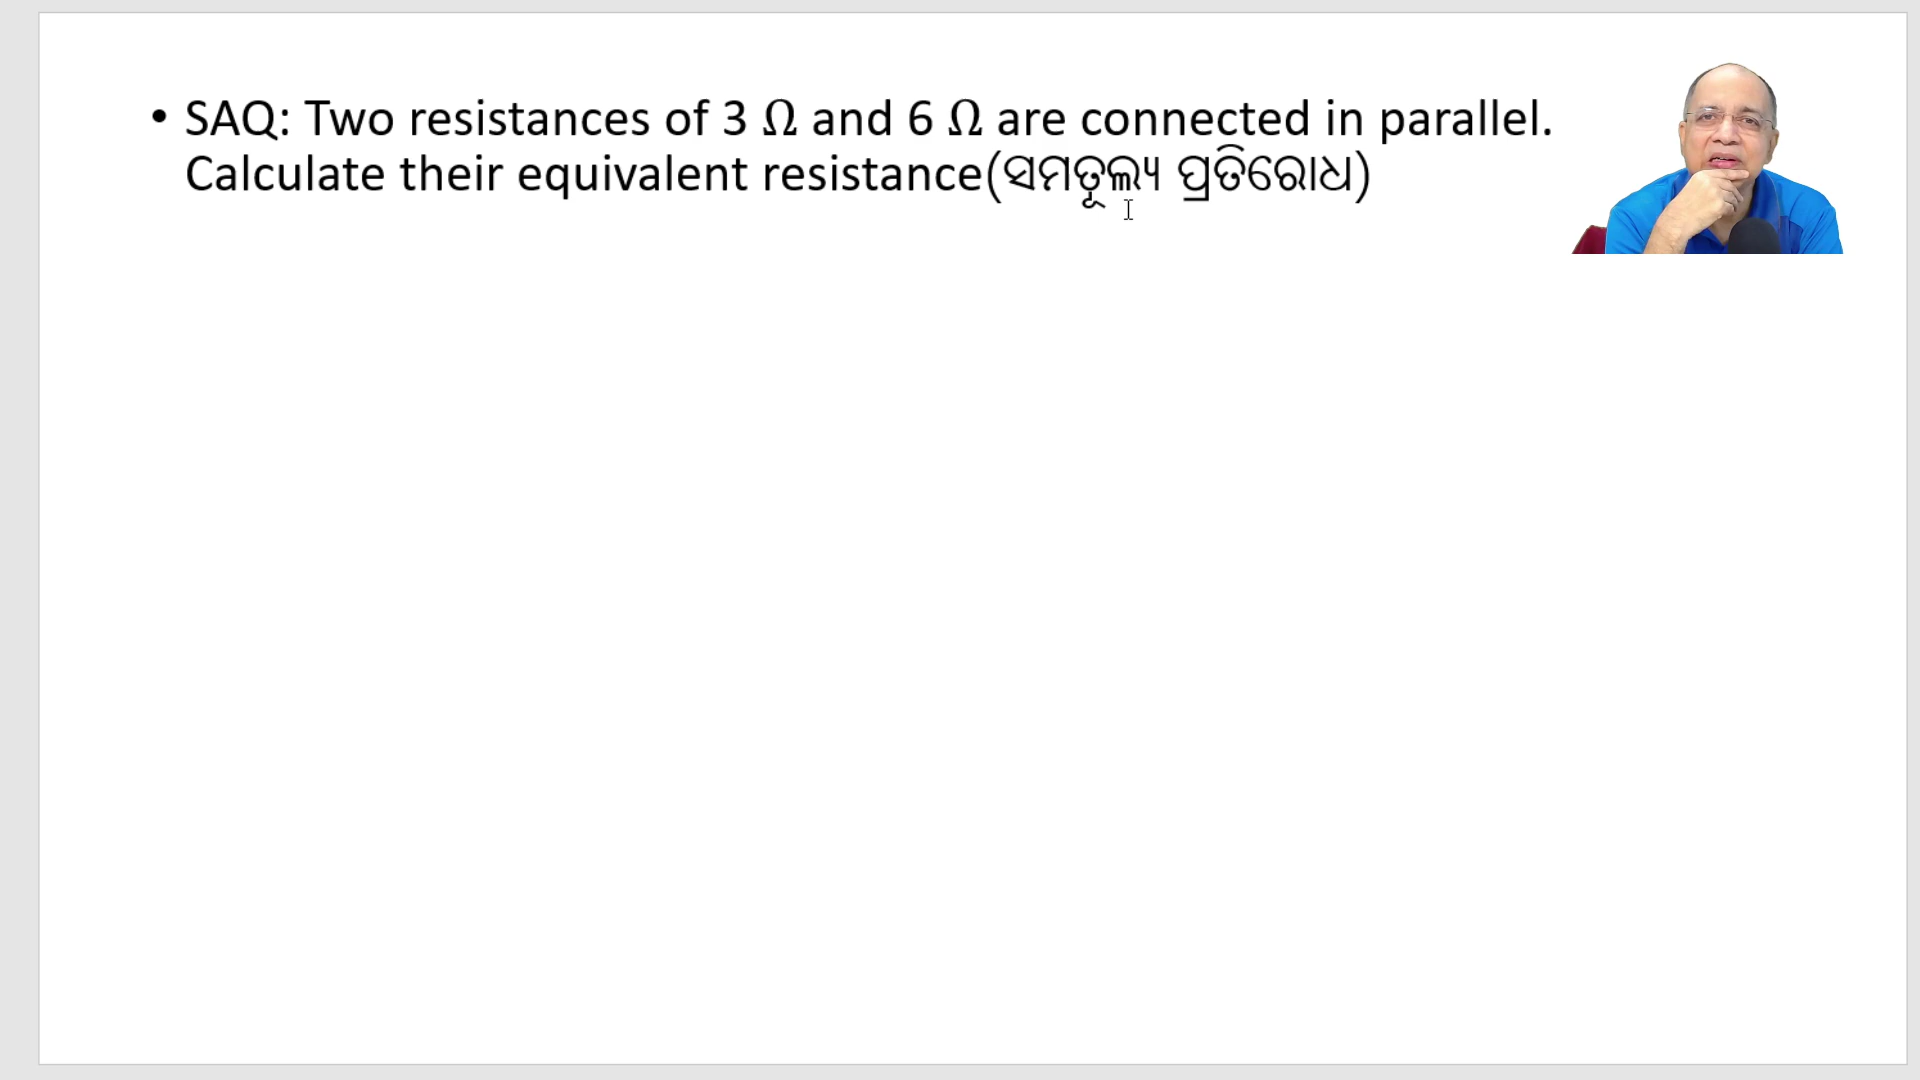 • SAQ: Two resistances of 3 Ω and 6 Ω are connected in parallel.
Calculate their equivalent resistance(ସମତୂଲ୍ୟ ପ୍ରତିରୋଧ)